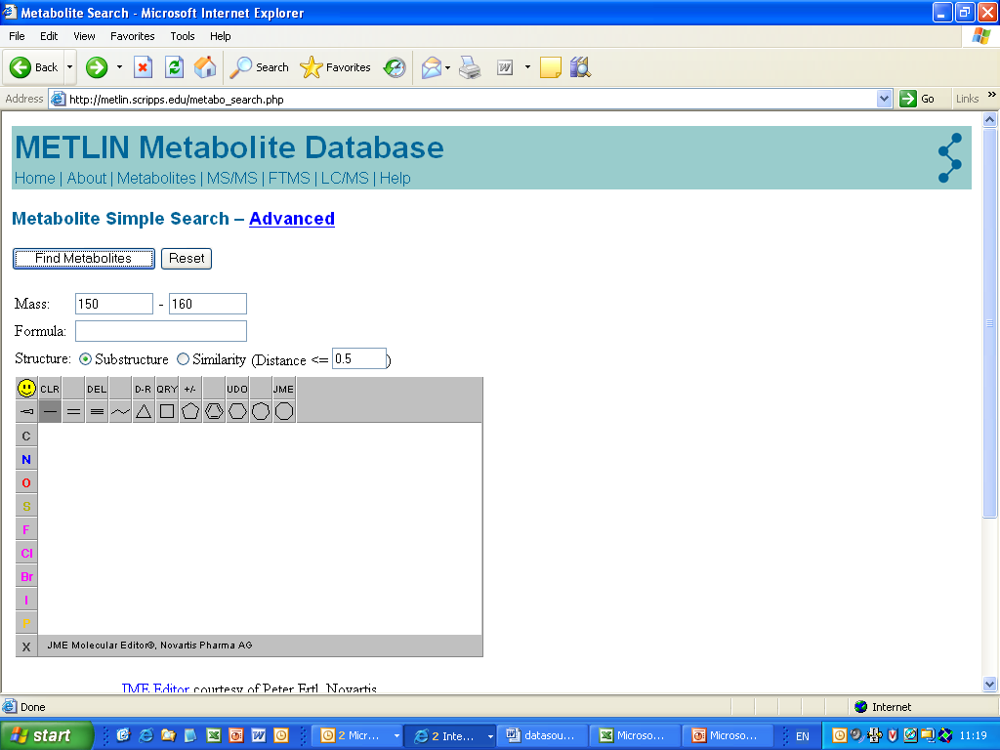 Metabolite Search - Microsoft Internet Explorer
File Edit View Favorites Tools Help
Back Search Favorites
Address http://metlin.scripps.edu/metabo_search.php Go Links »
METLIN Metabolite Database
Home | About | Metabolites | MS/MS | FTMS | LC/MS | Help
Metabolite Simple Search – Advanced
Find Metabolites Reset
Mass: 150 - 160
Formula:
Structure: Substructure Similarity (Distance <= 0.5 )
CLR DEL D-R QRY +/- UDO JME
C
N
O
S
F
Cl
Br
I
P
X JME Molecular Editor©, Novartis Pharma AG
JME Editor courtesy of Peter Ertl, Novartis
Done Internet
start 2 Micr... 2 Inte... datasou... Microso... Microso... EN 11:19